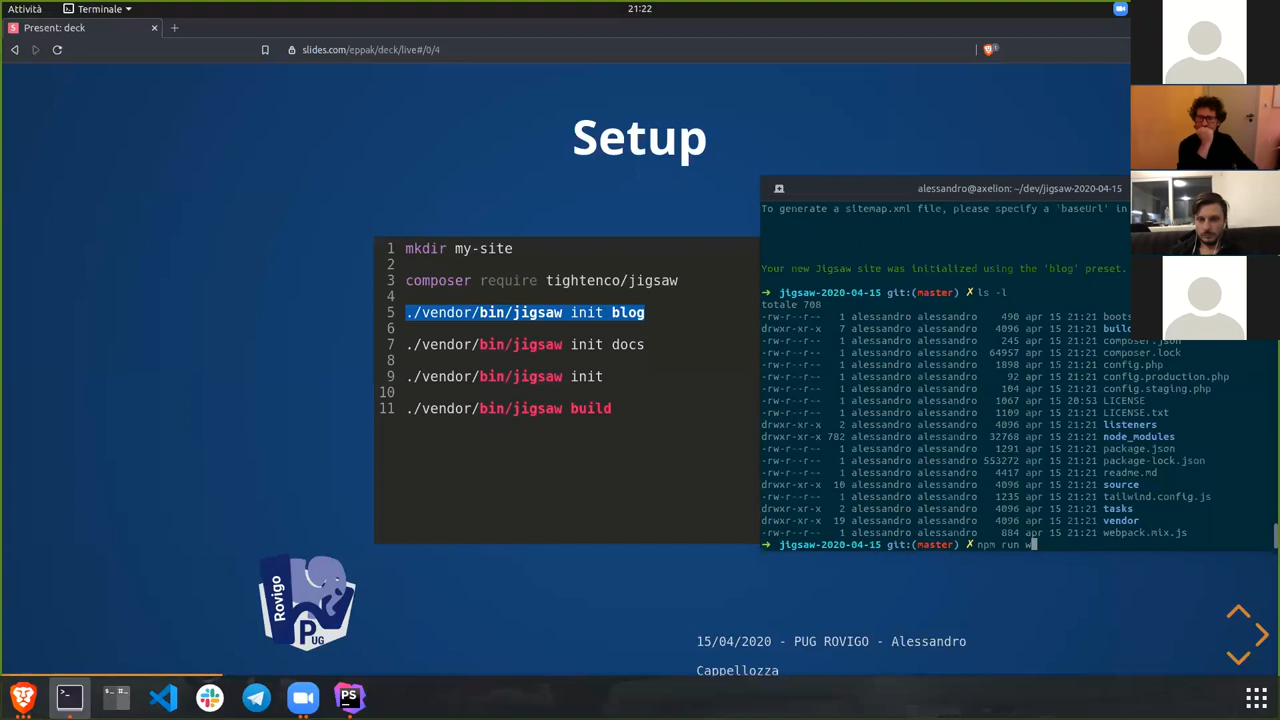 Attività
Terminale
21:22
Present: deck
slides.com/eppak/deck/live#/0/4
Setup
1 mkdir my-site
2
3 composer require tightenco/jigsaw
4
5 ./vendor/bin/jigsaw init blog
6
7 ./vendor/bin/jigsaw init docs
8
9 ./vendor/bin/jigsaw init
10
11 ./vendor/bin/jigsaw build
alessandro@axelion: ~/dev/jigsaw-2020-04-15
To generate a sitemap.xml file, please specify a `baseUrl` in
Your new Jigsaw site was initialized using the 'blog' preset.
➜ jigsaw-2020-04-15 git:(master) ✗ ls -l
totale 708
-rw-r--r-- 1 alessandro alessandro 490 apr 15 21:21 boots
drwxr-xr-x 7 alessandro alessandro 4096 apr 15 21:21 build
-rw-r--r-- 1 alessandro alessandro 245 apr 15 21:21 composer.json
-rw-r--r-- 1 alessandro alessandro 64957 apr 15 21:21 composer.lock
-rw-r--r-- 1 alessandro alessandro 1898 apr 15 21:21 config.php
-rw-r--r-- 1 alessandro alessandro 92 apr 15 21:21 config.production.php
-rw-r--r-- 1 alessandro alessandro 104 apr 15 21:21 config.staging.php
-rw-r--r-- 1 alessandro alessandro 1067 apr 15 20:53 LICENSE
-rw-r--r-- 1 alessandro alessandro 1109 apr 15 21:21 LICENSE.txt
drwxr-xr-x 2 alessandro alessandro 4096 apr 15 21:21 listeners
drwxr-xr-x 782 alessandro alessandro 32768 apr 15 21:21 node_modules
-rw-r--r-- 1 alessandro alessandro 1291 apr 15 21:21 package.json
-rw-r--r-- 1 alessandro alessandro 553272 apr 15 21:21 package-lock.json
-rw-r--r-- 1 alessandro alessandro 4417 apr 15 21:21 readme.md
drwxr-xr-x 10 alessandro alessandro 4096 apr 15 21:21 source
-rw-r--r-- 1 alessandro alessandro 1235 apr 15 21:21 tailwind.config.js
drwxr-xr-x 2 alessandro alessandro 4096 apr 15 21:21 tasks
drwxr-xr-x 19 alessandro alessandro 4096 apr 15 21:21 vendor
-rw-r--r-- 1 alessandro alessandro 884 apr 15 21:21 webpack.mix.js
➜ jigsaw-2020-04-15 git:(master) ✗ npm run w
Rovigo
PUG
15/04/2020 - PUG ROVIGO - Alessandro
Cappellozza
PS